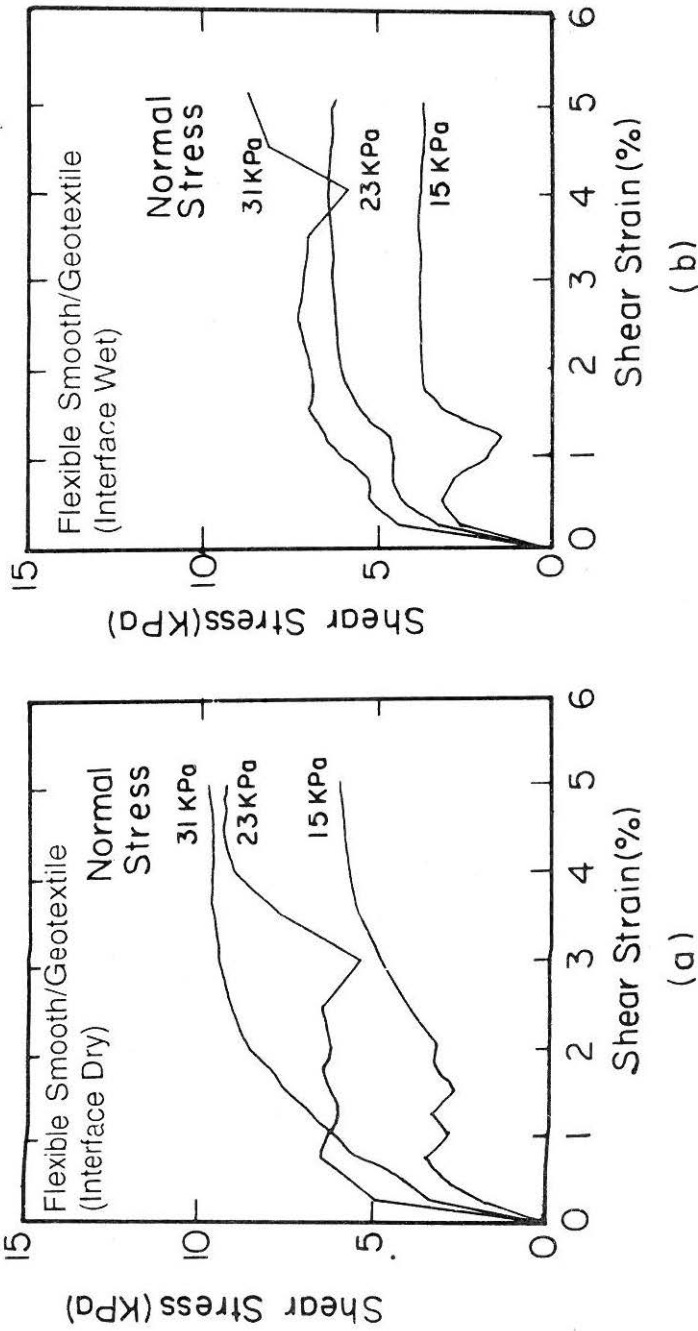 Shear Stress (KPa)
15
10
5
0
Flexible Smooth/Geotextile
(Interface Dry)
Normal
Stress
31 KPa
23 KPa
15 KPa
0 1 2 3 4 5 6
Shear Strain (%)
(a)
Shear Stress (KPa)
15
10
5
0
Flexible Smooth/Geotextile
(Interface Wet)
Normal
Stress
31 KPa
23 KPa
15 KPa
0 1 2 3 4 5 6
Shear Strain (%)
(b)